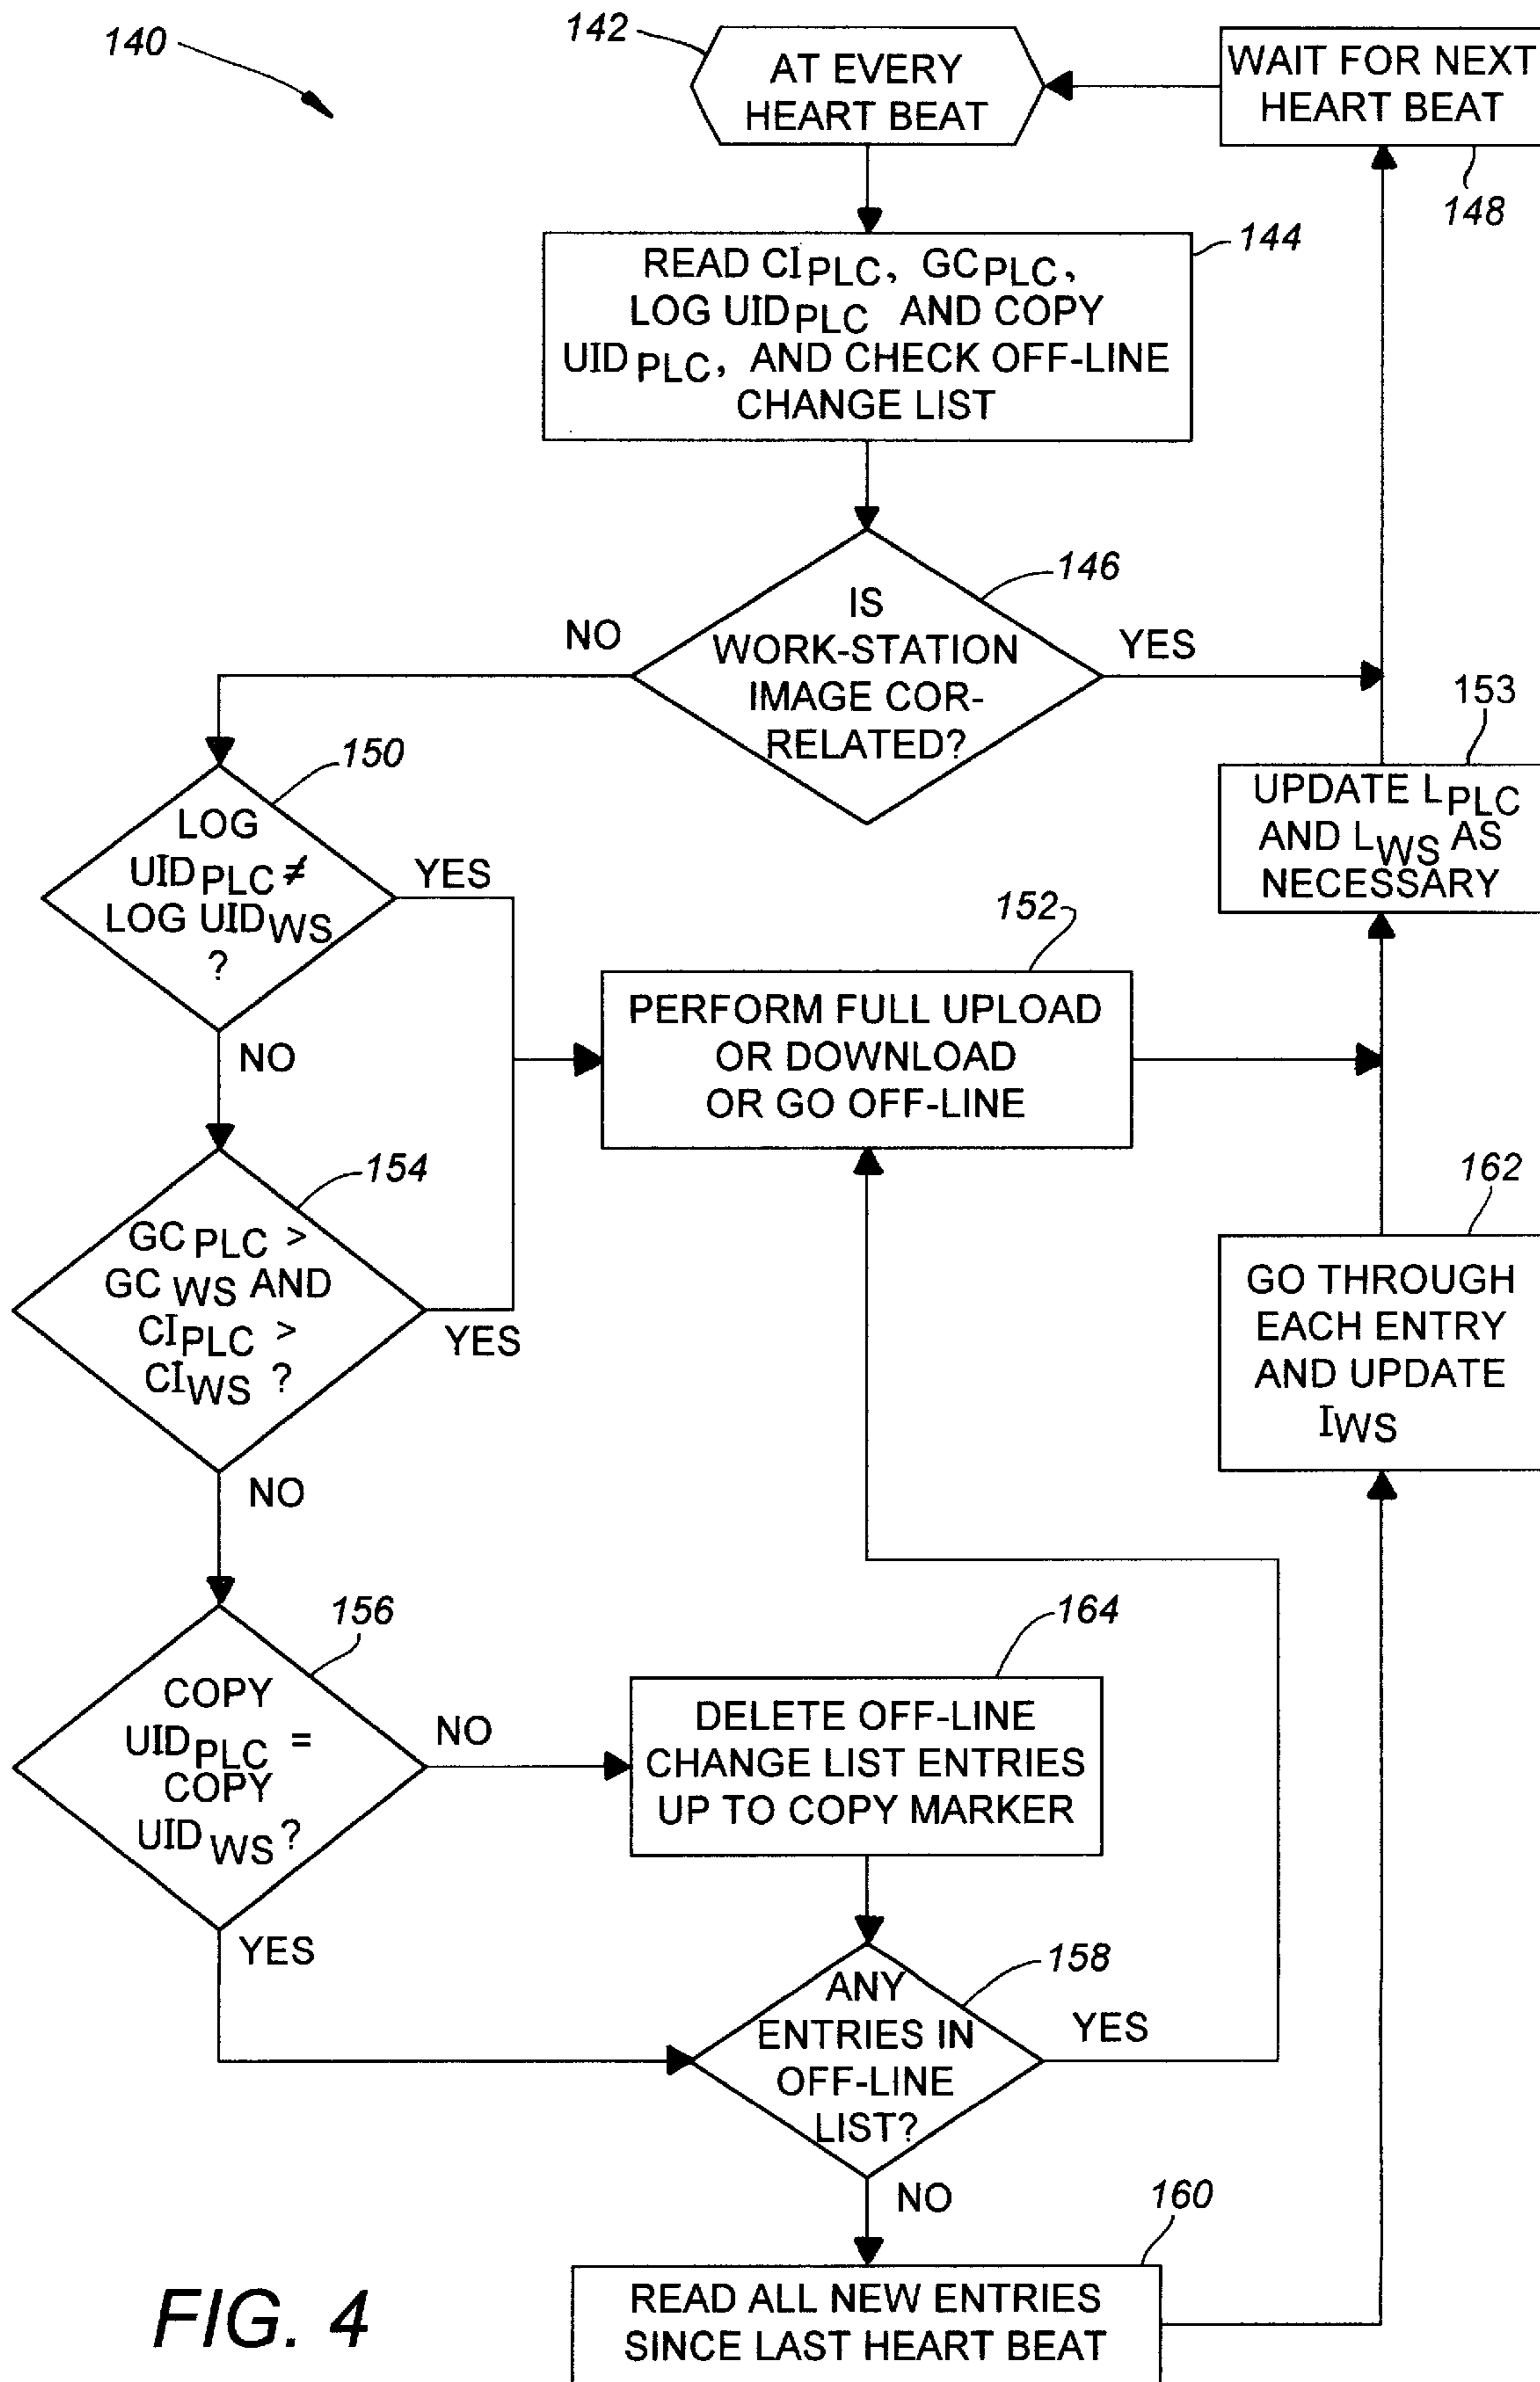 140
142
AT EVERY
HEART BEAT
WAIT FOR NEXT
HEART BEAT
148
144
READ CIPLC, GCPLC,
LOG UIDPLC AND COPY
UIDPLC, AND CHECK OFF-LINE
CHANGE LIST
146
IS
WORK-STATION
IMAGE COR-
RELATED?
NO
YES
150
LOG
UIDPLC ≠
LOG UIDWS
?
YES
NO
153
UPDATE LPLC
AND LWS AS
NECESSARY
152
PERFORM FULL UPLOAD
OR DOWNLOAD
OR GO OFF-LINE
154
GCPLC >
GCWS AND
CIPLC >
CIWS ?
YES
NO
162
GO THROUGH
EACH ENTRY
AND UPDATE
IWS
156
COPY
UIDPLC =
COPY
UIDWS ?
NO
YES
164
DELETE OFF-LINE
CHANGE LIST ENTRIES
UP TO COPY MARKER
158
ANY
ENTRIES IN
OFF-LINE
LIST?
YES
NO
160
READ ALL NEW ENTRIES
SINCE LAST HEART BEAT
FIG. 4